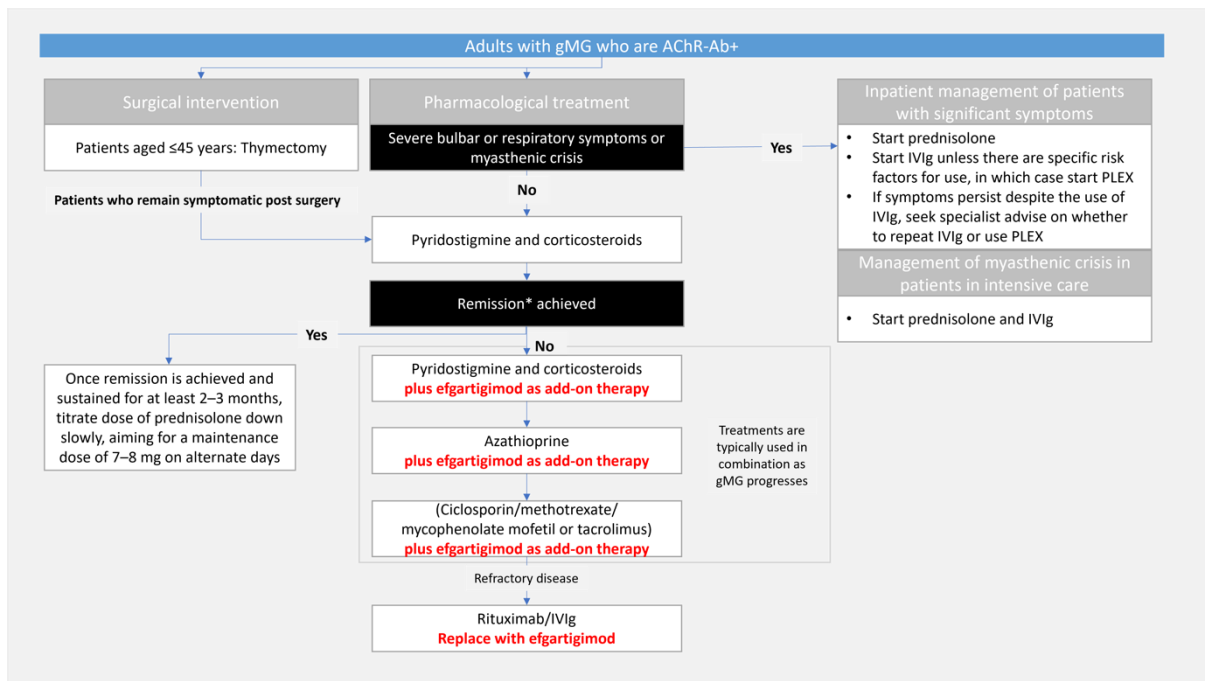 Adults with gMG who are AChR-Ab+
Surgical intervention
Patients aged ≤45 years: Thymectomy
Patients who remain symptomatic post surgery
Pharmacological treatment
Severe bulbar or respiratory symptoms or
myasthenic crisis
Yes
No
Inpatient management of patients
with significant symptoms
• Start prednisolone
• Start IVIg unless there are specific risk
factors for use, in which case start PLEX
• If symptoms persist despite the use of
IVIg, seek specialist advise on whether
to repeat IVIg or use PLEX
Management of myasthenic crisis in
patients in intensive care
• Start prednisolone and IVIg
Pyridostigmine and corticosteroids
Remission* achieved
Yes
No
Once remission is achieved and
sustained for at least 2–3 months,
titrate dose of prednisolone down
slowly, aiming for a maintenance
dose of 7–8 mg on alternate days
Pyridostigmine and corticosteroids
plus efgartigimod as add-on therapy
Azathioprine
plus efgartigimod as add-on therapy
(Ciclosporin/methotrexate/
mycophenolate mofetil or tacrolimus)
plus efgartigimod as add-on therapy
Treatments are
typically used in
combination as
gMG progresses
Refractory disease
Rituximab/IVIg
Replace with efgartigimod